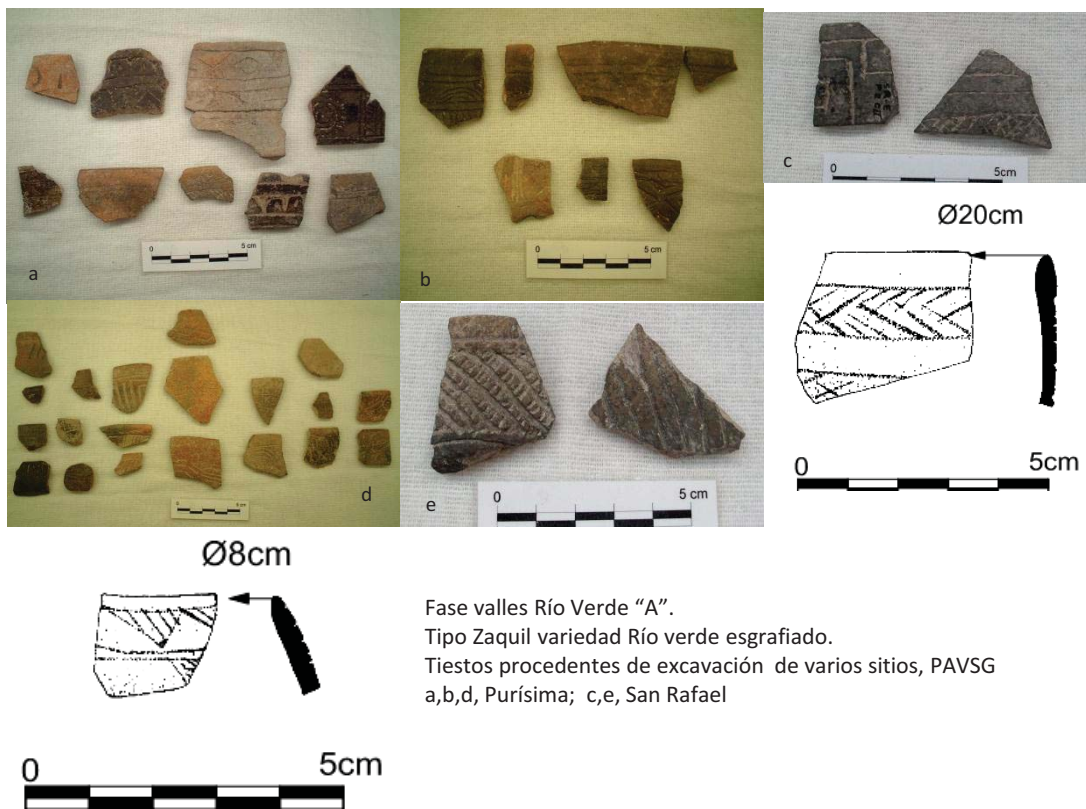 a
0 5 cm
b
0 5 cm
c
0 5cm
Ø20cm
0 5cm
d
5 cm
e
0 5 cm
Ø8cm
0 5cm
Fase valles Río Verde “A”.
Tipo Zaquil variedad Río verde esgrafiado.
Tiestos procedentes de excavación de varios sitios, PAVSG
a,b,d, Purísima; c,e, San Rafael